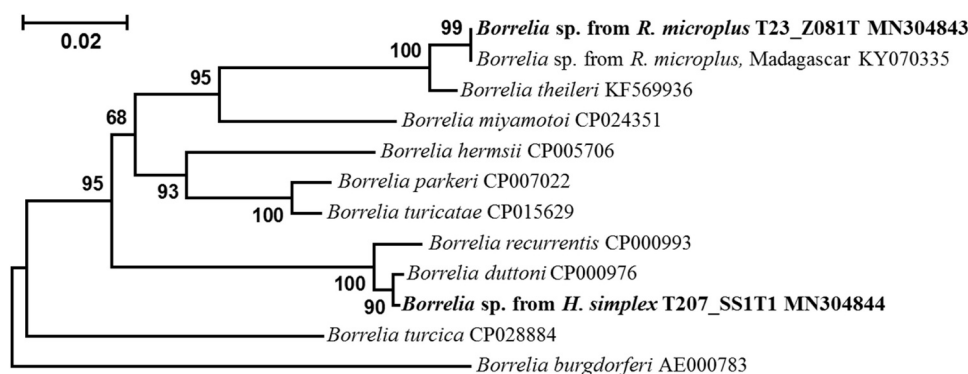 0.02
99
Borrelia sp. from R. microplus T23_Z081T MN304843
100
Borrelia sp. from R. microplus, Madagascar KY070335
95
Borrelia theileri KF569936
68
Borrelia miyamotoi CP024351
Borrelia hermsii CP005706
95
93
Borrelia parkeri CP007022
100
Borrelia turicatae CP015629
Borrelia recurrentis CP000993
100
Borrelia duttoni CP000976
90
Borrelia sp. from H. simplex T207_SS1T1 MN304844
Borrelia turcica CP028884
Borrelia burgdorferi AE000783